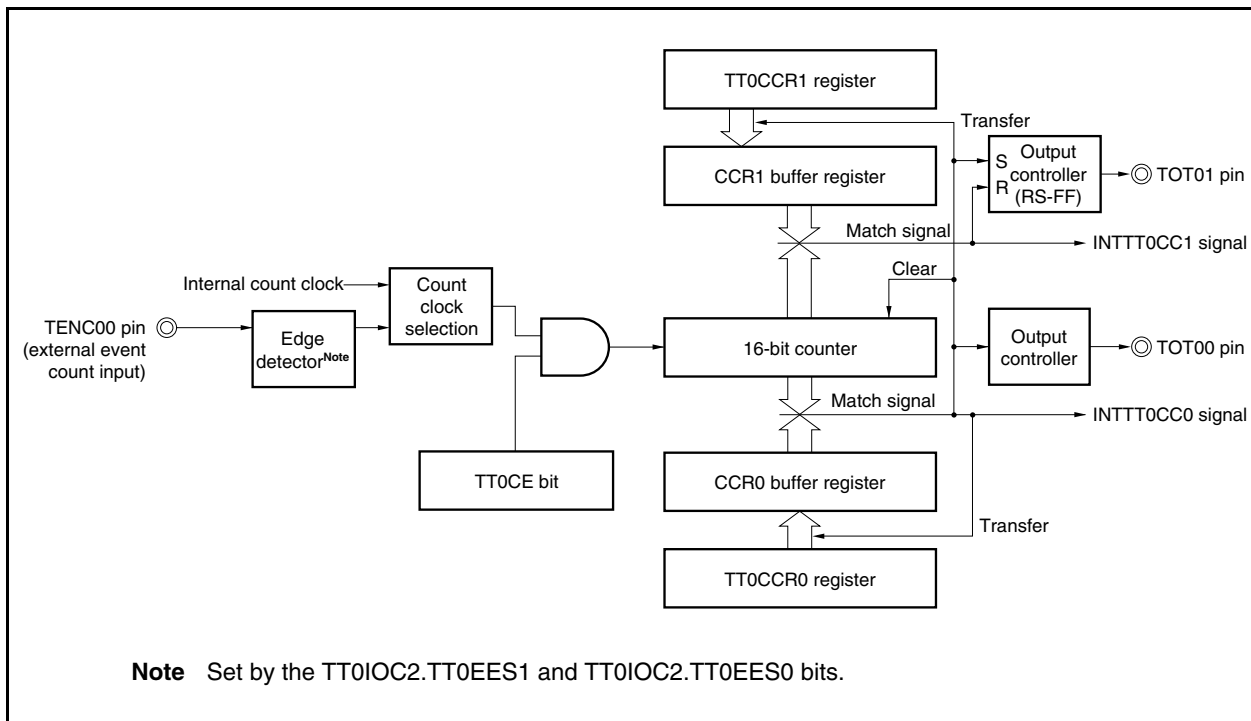 TT0CCR1 register
Transfer
CCR1 buffer register
S
R
Output
controller
(RS-FF)
TOT01 pin
Match signal
INTTT0CC1 signal
Internal count clock
Count
clock
selection
Clear
TENC00 pin
(external event
count input)
Edge
detectorNote
16-bit counter
Output
controller
TOT00 pin
Match signal
INTTT0CC0 signal
TT0CE bit
CCR0 buffer register
Transfer
TT0CCR0 register
Note Set by the TT0IOC2.TT0EES1 and TT0IOC2.TT0EES0 bits.